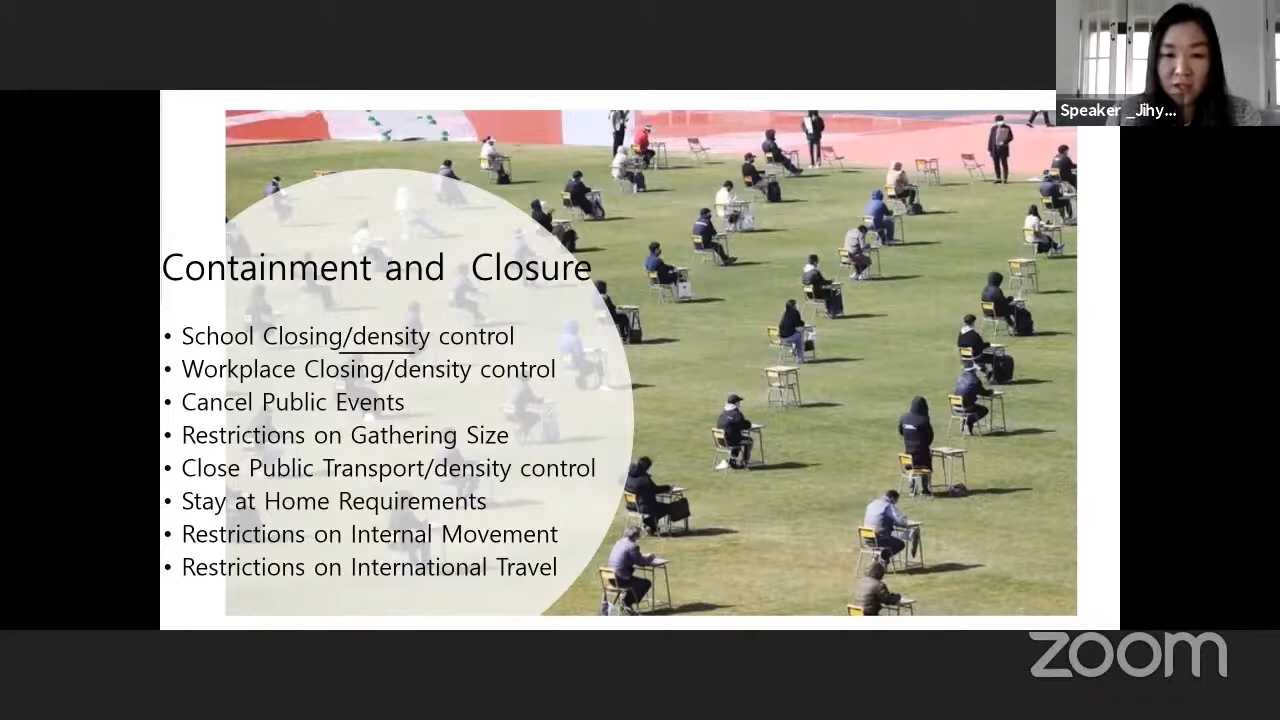 Speaker _Jihy...
Containment and Closure
• School Closing/density control
• Workplace Closing/density control
• Cancel Public Events
• Restrictions on Gathering Size
• Close Public Transport/density control
• Stay at Home Requirements
• Restrictions on Internal Movement
• Restrictions on International Travel
zoom